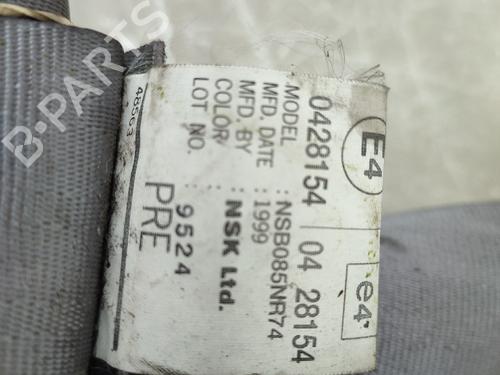 E4
e4
0428154 04 28154
MODEL : NSB085NR74
MFD. DATE : 1999
MFD. BY : NSK Ltd.
COLOR
LOT NO. : 9524
PRE
48563
B-PARTS